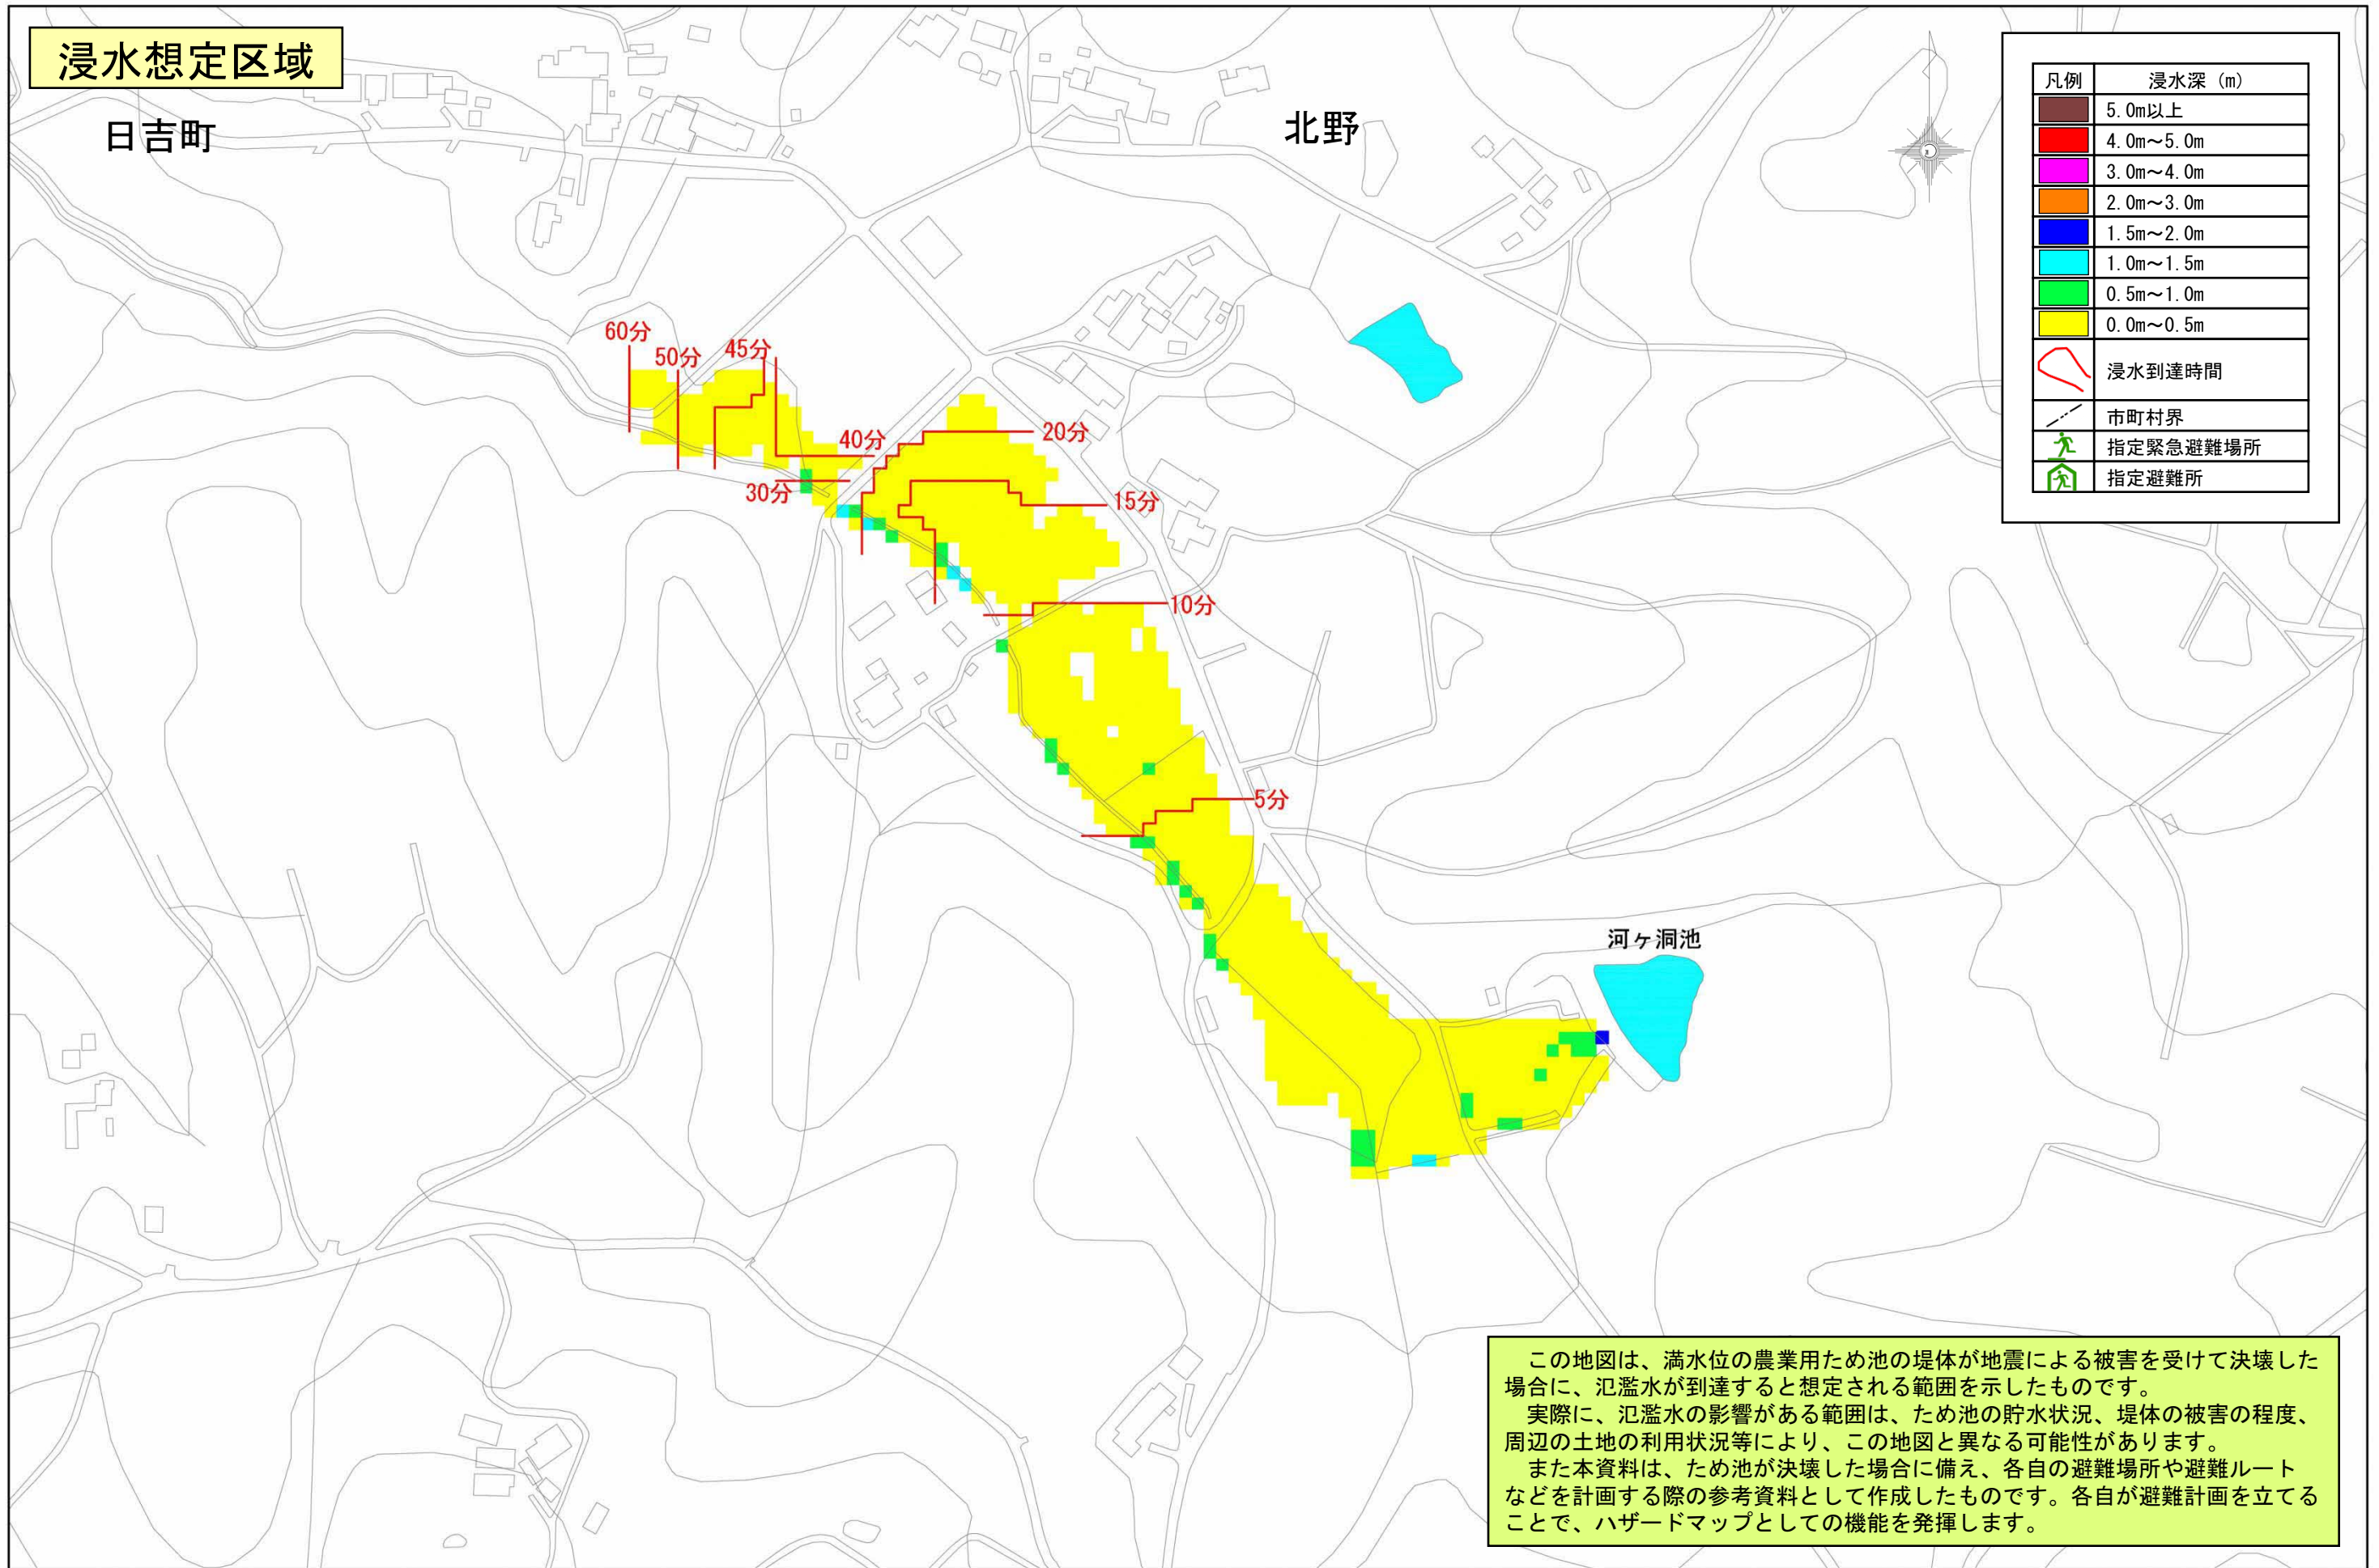 浸水想定区域
日吉町
北野
凡例 浸水深 (m)
5.0m以上
4.0m～5.0m
3.0m～4.0m
2.0m～3.0m
1.5m～2.0m
1.0m～1.5m
0.5m～1.0m
0.0m～0.5m
浸水到達時間
市町村界
指定緊急避難場所
指定避難所
60分
50分
45分
40分
30分
20分
15分
10分
5分
河ヶ洞池
この地図は、満水位の農業用ため池の堤体が地震による被害を受けて決壊した
場合に、氾濫水が到達すると想定される範囲を示したものです。
実際に、氾濫水の影響がある範囲は、ため池の貯水状況、堤体の被害の程度、
周辺の土地の利用状況等により、この地図と異なる可能性があります。
また本資料は、ため池が決壊した場合に備え、各自の避難場所や避難ルート
などを計画する際の参考資料として作成したものです。各自が避難計画を立てる
ことで、ハザードマップとしての機能を発揮します。